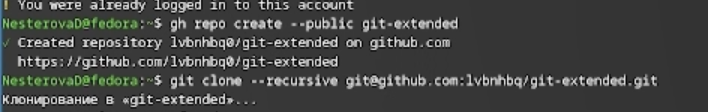 ! You were already logged in to this account
NesterovaD@fedora:~$ gh repo create --public git-extended
✓ Created repository lvbnhbq0/git-extended on github.com
https://github.com/lvbnhbq0/git-extended
NesterovaD@fedora:~$ git clone --recursive git@github.com:lvbnhbq/git-extended.git
Клонирование в «git-extended»...